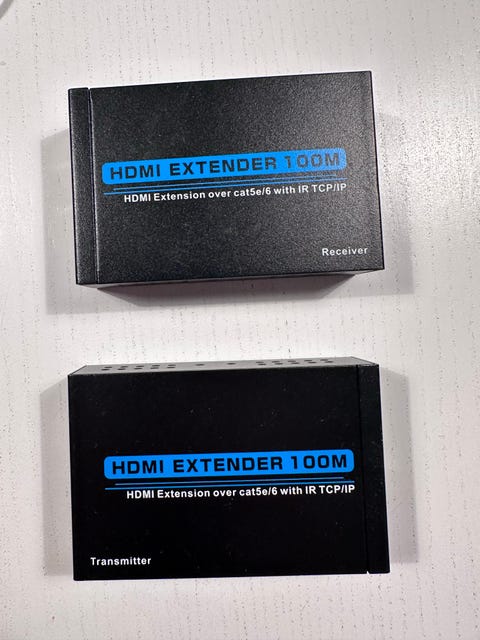 HDMI EXTENDER 100M
HDMI Extension over cat5e/6 with IR TCP/IP
Receiver
HDMI EXTENDER 100M
HDMI Extension over cat5e/6 with IR TCP/IP
Transmitter